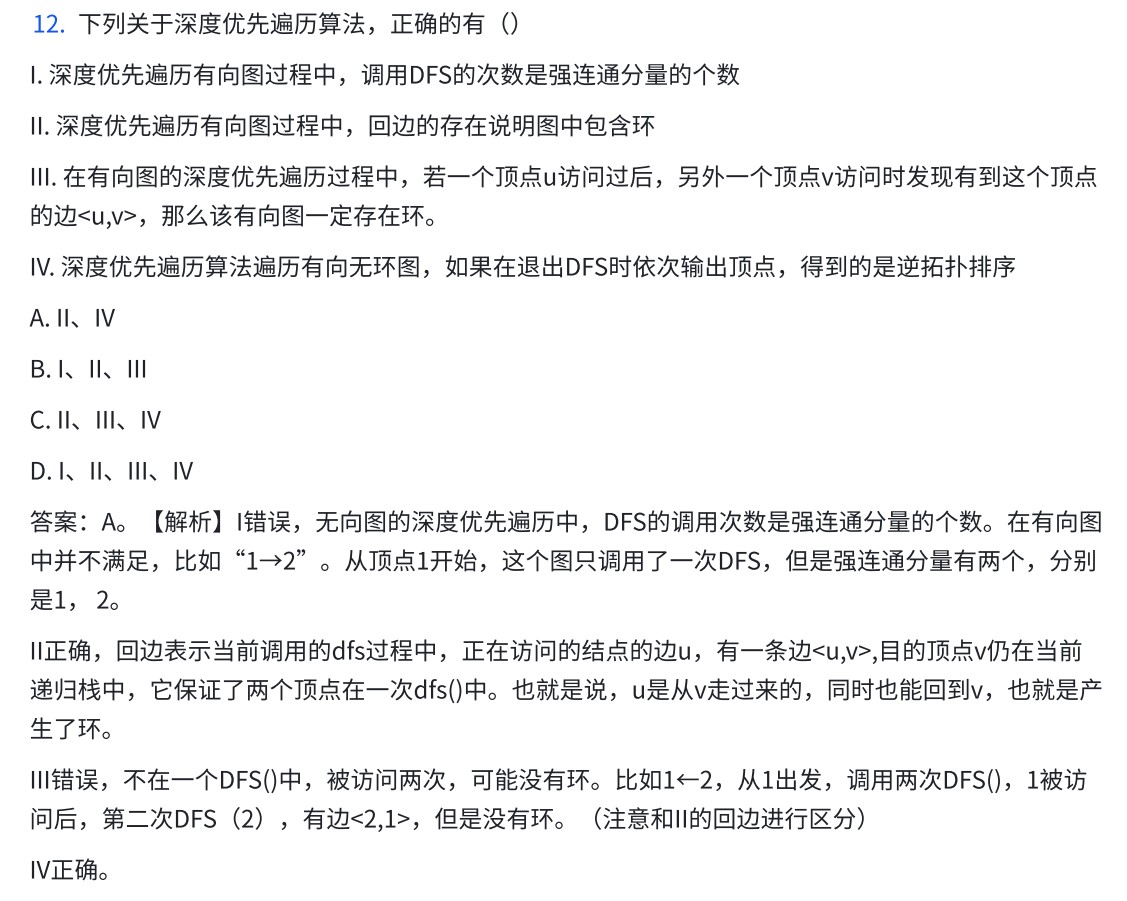 12. 下列关于深度优先遍历算法，正确的有（）
I. 深度优先遍历有向图过程中，调用DFS的次数是强连通分量的个数
II. 深度优先遍历有向图过程中，回边的存在说明图中包含环
III. 在有向图的深度优先遍历过程中，若一个顶点u访问过后，另外一个顶点v访问时发现有到这个顶点
的边<u,v>，那么该有向图一定存在环。
IV. 深度优先遍历算法遍历有向无环图，如果在退出DFS时依次输出顶点，得到的是逆拓扑排序
A. II、IV
B. I、II、III
C. II、III、IV
D. I、II、III、IV
答案：A。【解析】I错误，无向图的深度优先遍历中，DFS的调用次数是强连通分量的个数。在有向图
中并不满足，比如“1→2”。从顶点1开始，这个图只调用了一次DFS，但是强连通分量有两个，分别
是1， 2。
II正确，回边表示当前调用的dfs过程中，正在访问的结点的边u，有一条边<u,v>,目的顶点v仍在当前
递归栈中，它保证了两个顶点在一次dfs()中。也就是说，u是从v走过来的，同时也能回到v，也就是产
生了环。
III错误，不在一个DFS()中，被访问两次，可能没有环。比如1←2，从1出发，调用两次DFS()，1被访
问后，第二次DFS（2），有边<2,1>，但是没有环。（注意和II的回边进行区分）
IV正确。